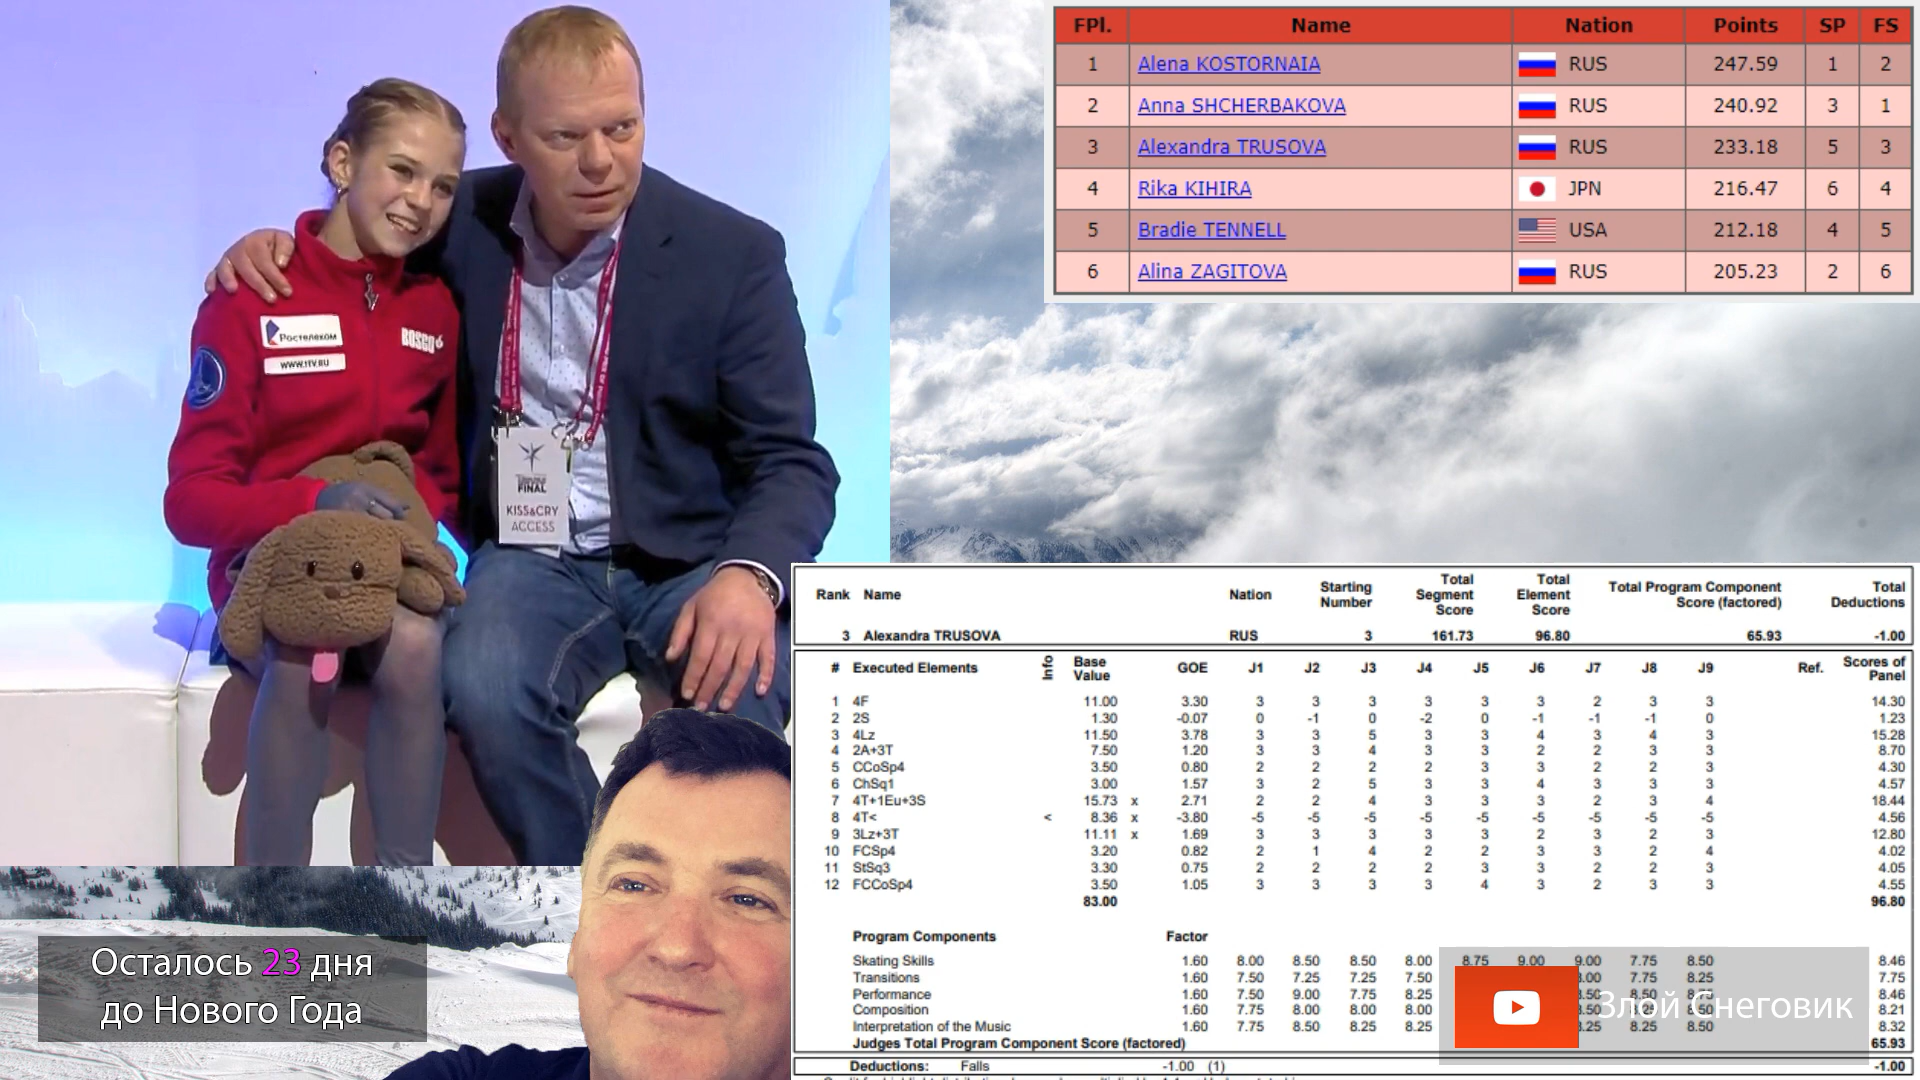 FPl. Name Nation Points SP FS
1 Alena KOSTORNAIA RUS 247.59 1 2
2 Anna SHCHERBAKOVA RUS 240.92 3 1
3 Alexandra TRUSOVA RUS 233.18 5 3
4 Rika KIHIRA JPN 216.47 6 4
5 Bradie TENNELL USA 212.18 4 5
6 Alina ZAGITOVA RUS 205.23 2 6
Ростелеком
WWW.1TV.RU
BOSCO
FINAL
KISS&CRY
ACCESS
Rank Name Nation Starting Number Total Segment Score Total Element Score Total Program Component Score (factored) Total Deductions
3 Alexandra TRUSOVA RUS 3 161.73 96.80 65.93 -1.00
# Executed Elements Info Base Value GOE J1 J2 J3 J4 J5 J6 J7 J8 J9 Ref. Scores of Panel
1 4F 11.00 3.30 3 3 3 3 3 3 2 3 3 14.30
2 2S 1.30 -0.07 0 -1 0 -2 0 -1 -1 -1 0 1.23
3 4Lz 11.50 3.78 3 3 5 3 3 4 3 4 3 15.28
4 2A+3T 7.50 1.20 3 3 4 3 3 2 2 3 3 8.70
5 CCoSp4 3.50 0.80 2 2 2 2 3 3 2 2 3 4.30
6 ChSq1 3.00 1.57 3 2 5 3 3 4 3 3 3 4.57
7 4T+1Eu+3S 15.73 x 2.71 2 2 4 3 3 3 2 3 4 18.44
8 4T< < 8.36 x -3.80 -5 -5 -5 -5 -5 -5 -5 -5 -5 4.56
9 3Lz+3T 11.11 x 1.69 3 3 3 3 3 2 3 2 3 12.80
10 FCSp4 3.20 0.82 2 1 4 2 2 3 3 2 4 4.02
11 StSq3 3.30 0.75 2 2 2 2 3 3 2 2 3 4.05
12 FCCoSp4 3.50 1.05 3 3 3 3 4 3 2 3 3 4.55
83.00 96.80
Program Components Factor
Skating Skills 1.60 8.00 8.50 8.50 8.00 8.75 9.00 9.00 7.75 8.50 8.46
Transitions 1.60 7.50 7.25 7.25 7.50 7.75 8.25 7.75
Performance 1.60 7.50 9.00 7.75 8.25 8.46
Composition 1.60 7.75 8.00 8.00 8.00 8.21
Interpretation of the Music 1.60 7.75 8.50 8.25 8.25 8.25 8.50 8.32
Judges Total Program Component Score (factored) 65.93
Deductions: Falls -1.00 (1) -1.00
Осталось 23 дня
до Нового Года
Злой Снеговик